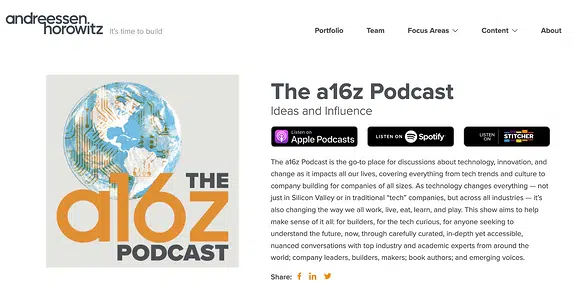 andreessen.
horowitz It's time to build
Portfolio Team Focus Areas Content About
THE
a16z
PODCAST
The a16z Podcast
Ideas and Influence
Listen on
Apple Podcasts
LISTEN ON Spotify
LISTEN
ON STITCHER
The a16z Podcast is the go-to place for discussions about technology, innovation, and
change as it impacts all our lives, covering everything from tech trends and culture to
company building for companies of all sizes. As technology changes everything — not
just in Silicon Valley or in traditional "tech" companies, but across all industries — it's
also changing the way we all work, live, eat, learn, and play. This show aims to help
make sense of it all: for builders, for the tech curious, for anyone seeking to
understand the future, now, through carefully curated, in-depth yet accessible,
nuanced conversations with top industry and academic experts from around the
world; company leaders, builders, makers; book authors; and emerging voices.
Share: